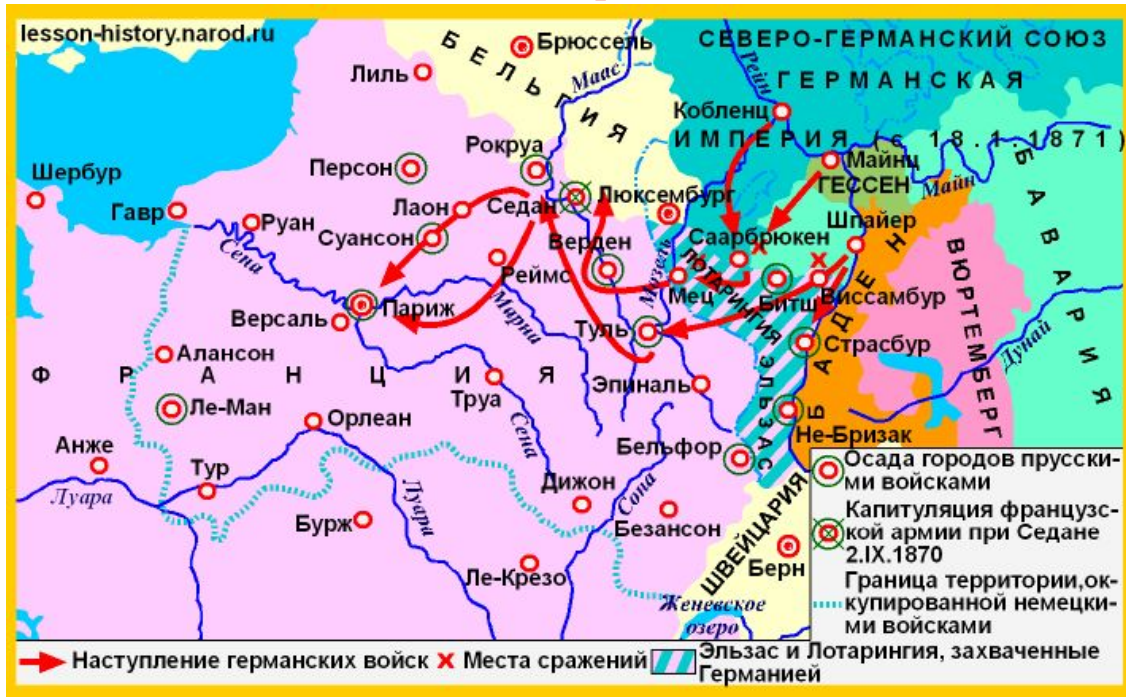 lesson-history.narod.ru
БЕЛЬГИЯ
Брюссель
СЕВЕРО-ГЕРМАНСКИЙ СОЮЗ
Лиль
Маас
Рейн
ГЕРМАНСКАЯ
Кобленц
ИМПЕРИЯ (с 18.1.1871)
Рокруа
Персон
Майнц
Шербур
ГЕССЕН
Майн
БАВАРИЯ
Гавр
Лаон
Седан
Люксембург
Руан
Шпайер
Суансон
Верден
Саарбрюкен
Сена
Реймс
Мозель
ЛОТАРИНГИЯ
Мец
Битш
Виссамбур
ВЮРТЕМБЕРГ
Париж
Марна
Версаль
Туль
БАДЕН
Страсбур
Дунай
Алансон
ФРАНЦИЯ
Эпиналь
ЭЛЬЗАС
Труа
Ле-Ман
Орлеан
Сена
Не-Бризак
Анже
Бельфор
Тур
Дижон
Сона
Луара
Луара
Бурж
Безансон
ШВЕЙЦАРИЯ
Берн
Ле-Крезо
Женевское
озеро
Осада городов прусски-
ми войсками
Капитуляция французс-
кой армии при Седане
2.IX.1870
Граница территории,ок-
купированной немецки-
ми войсками
Наступление германских войск
Места сражений
Эльзас и Лотарингия, захваченные
Германией